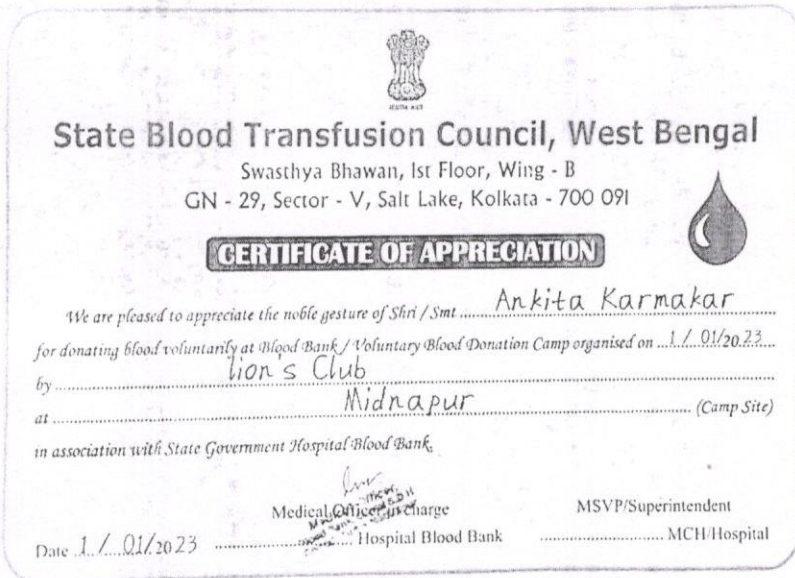 State Blood Transfusion Council, West Bengal
Swasthya Bhawan, Ist Floor, Wing - B
GN - 29, Sector - V, Salt Lake, Kolkata - 700 091
CERTIFICATE OF APPRECIATION
We are pleased to appreciate the noble gesture of Shri / Smt ..... Ankita Karmakar
for donating blood voluntarily at Blood Bank / Voluntary Blood Donation Camp organised on ... 1 / 01/20 23
by ..... lion's Club
at ..... Midnapur ..... (Camp Site)
in association with State Government Hospital Blood Bank.
Medical Officer Incharge MSVP/Superintendent
Date 1 / 01/20 23 ..... Hospital Blood Bank ..... MCH/Hospital